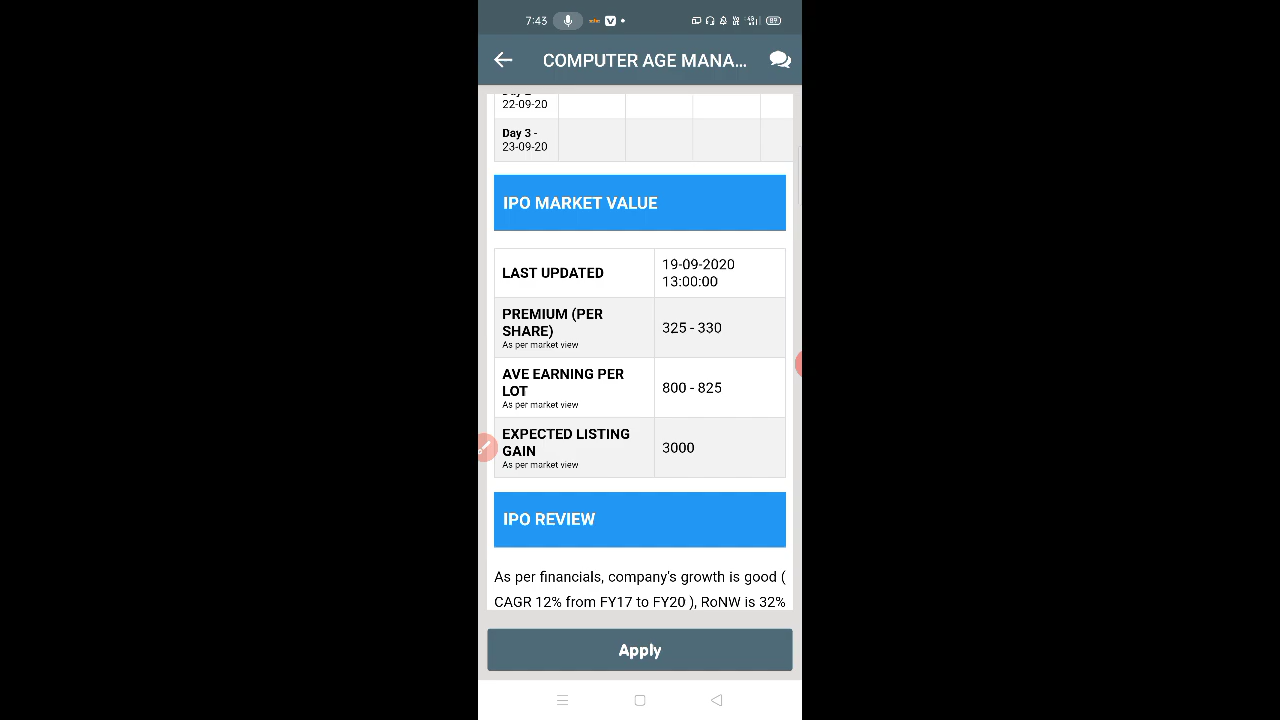 7:43
COMPUTER AGE MANA...
22-09-20
Day 3 -
23-09-20
IPO MARKET VALUE
LAST UPDATED
19-09-2020
13:00:00
PREMIUM (PER
SHARE)
As per market view
325 - 330
AVE EARNING PER
LOT
As per market view
800 - 825
EXPECTED LISTING
GAIN
As per market view
3000
IPO REVIEW
As per financials, company's growth is good (
CAGR 12% from FY17 to FY20 ), RoNW is 32%
Apply